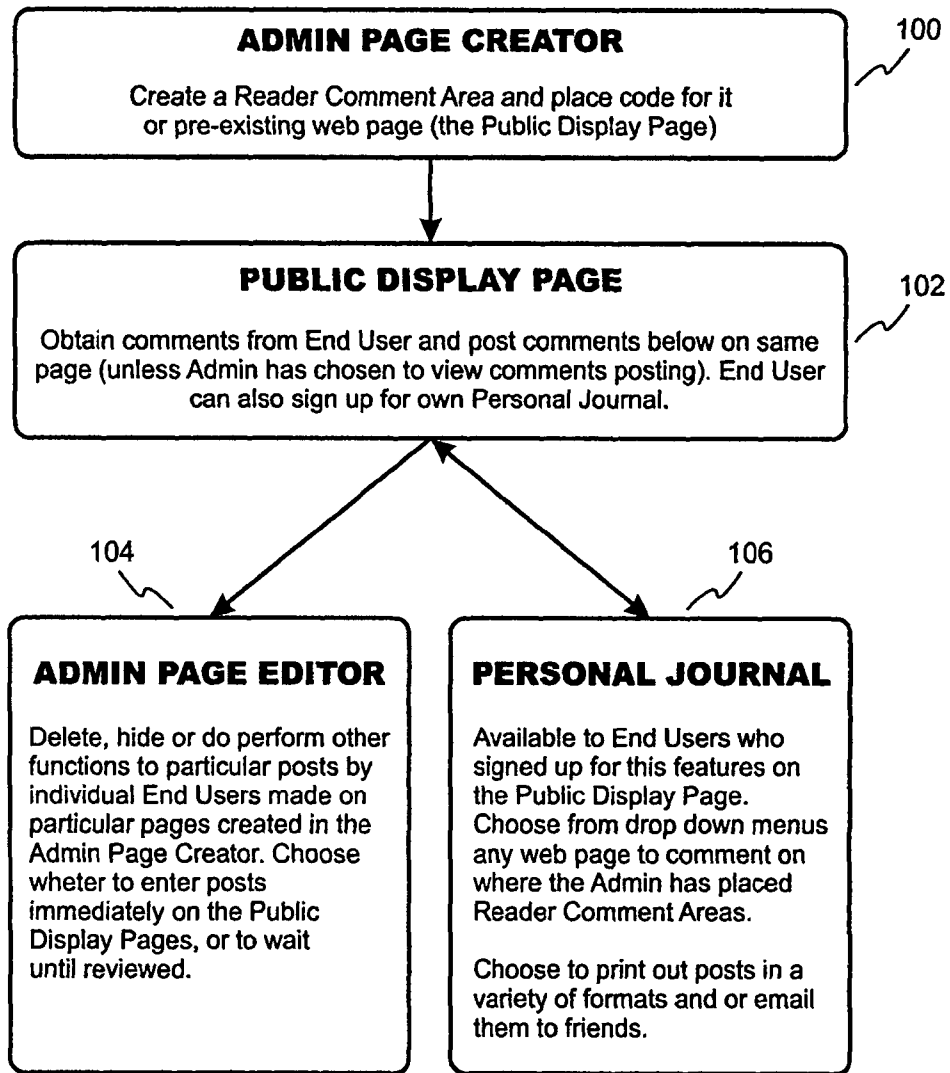 ADMIN PAGE CREATOR
100
Create a Reader Comment Area and place code for it
or pre-existing web page (the Public Display Page)
PUBLIC DISPLAY PAGE
102
Obtain comments from End User and post comments below on same
page (unless Admin has chosen to view comments posting). End User
can also sign up for own Personal Journal.
104
ADMIN PAGE EDITOR
Delete, hide or do perform other
functions to particular posts by
individual End Users made on
particular pages created in the
Admin Page Creator. Choose
wheter to enter posts
immediately on the Public
Display Pages, or to wait
until reviewed.
106
PERSONAL JOURNAL
Available to End Users who
signed up for this features on
the Public Display Page.
Choose from drop down menus
any web page to comment on
where the Admin has placed
Reader Comment Areas.
Choose to print out posts in a
variety of formats and or email
them to friends.